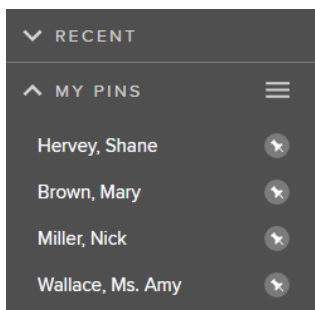 RECENT
MY PINS
Hervey, Shane
Brown, Mary
Miller, Nick
Wallace, Ms. Amy